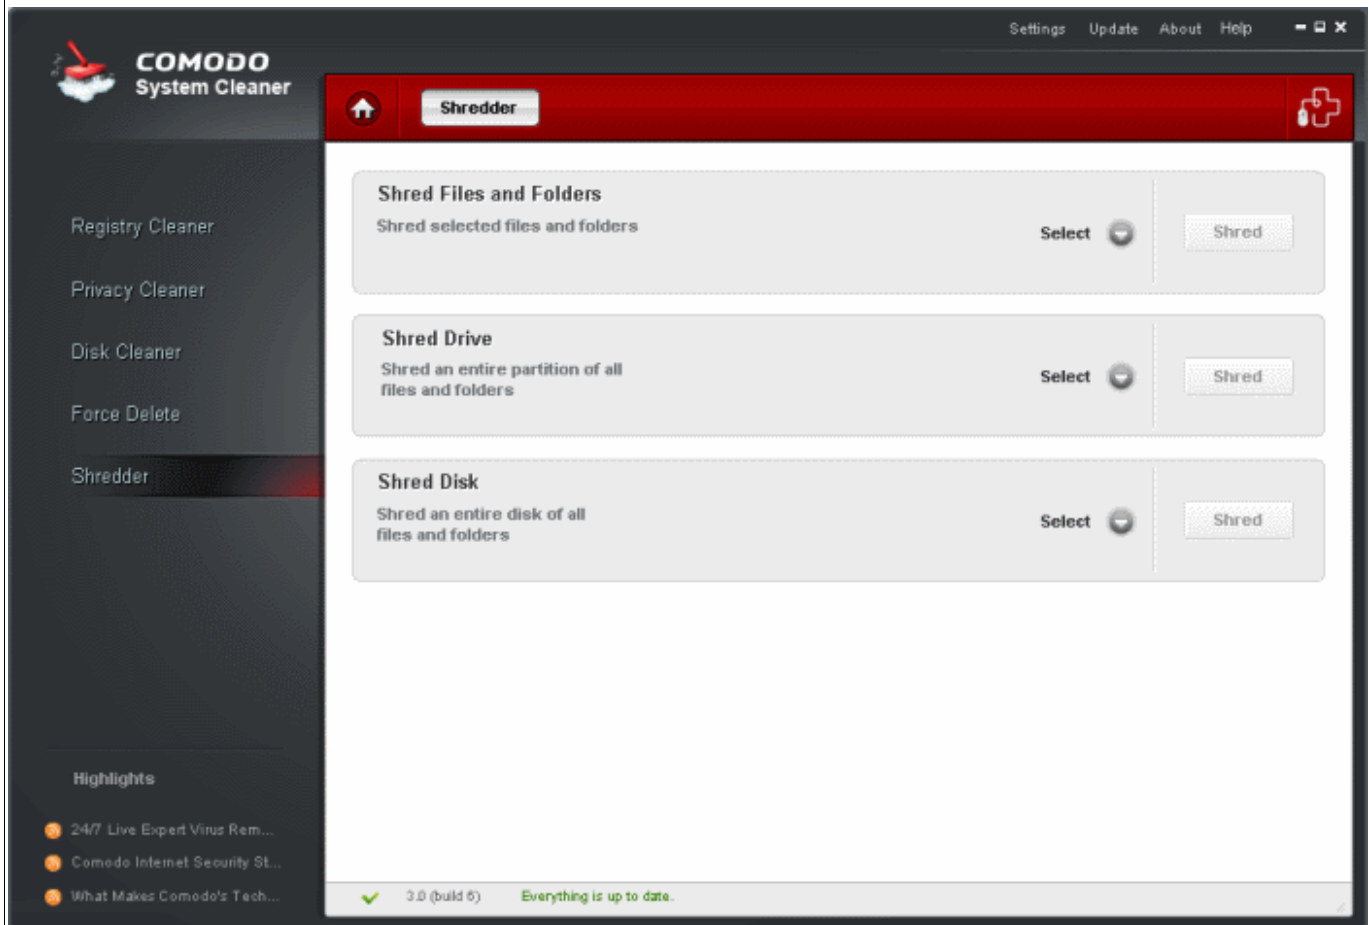 Settings Update About Help
COMODO
System Cleaner
Shredder
Registry Cleaner
Privacy Cleaner
Disk Cleaner
Force Delete
Shredder
Shred Files and Folders
Shred selected files and folders
Select
Shred
Shred Drive
Shred an entire partition of all
files and folders
Select
Shred
Shred Disk
Shred an entire disk of all
files and folders
Select
Shred
Highlights
24/7 Live Expert Virus Rem...
Comodo Internet Security St...
What Makes Comodo's Tech...
3.0 (build 6) Everything is up to date.